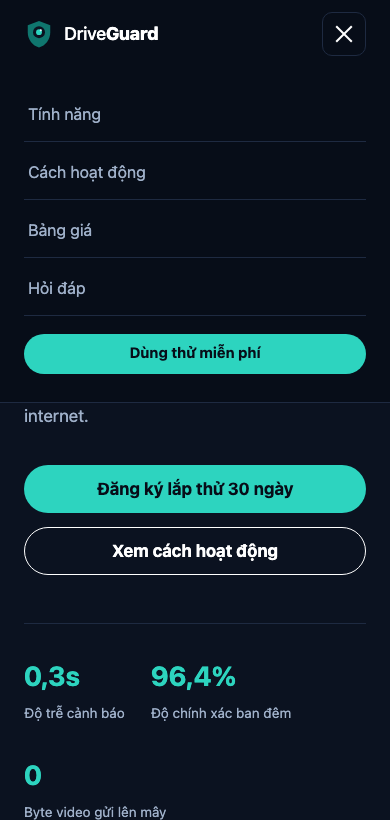 DriveGuard
Tính năng
Cách hoạt động
Bảng giá
Hỏi đáp
Dùng thử miễn phí
internet.
Đăng ký lắp thử 30 ngày
Xem cách hoạt động
0,3s
Độ trễ cảnh báo
96,4%
Độ chính xác ban đêm
0
Byte video gửi lên mây